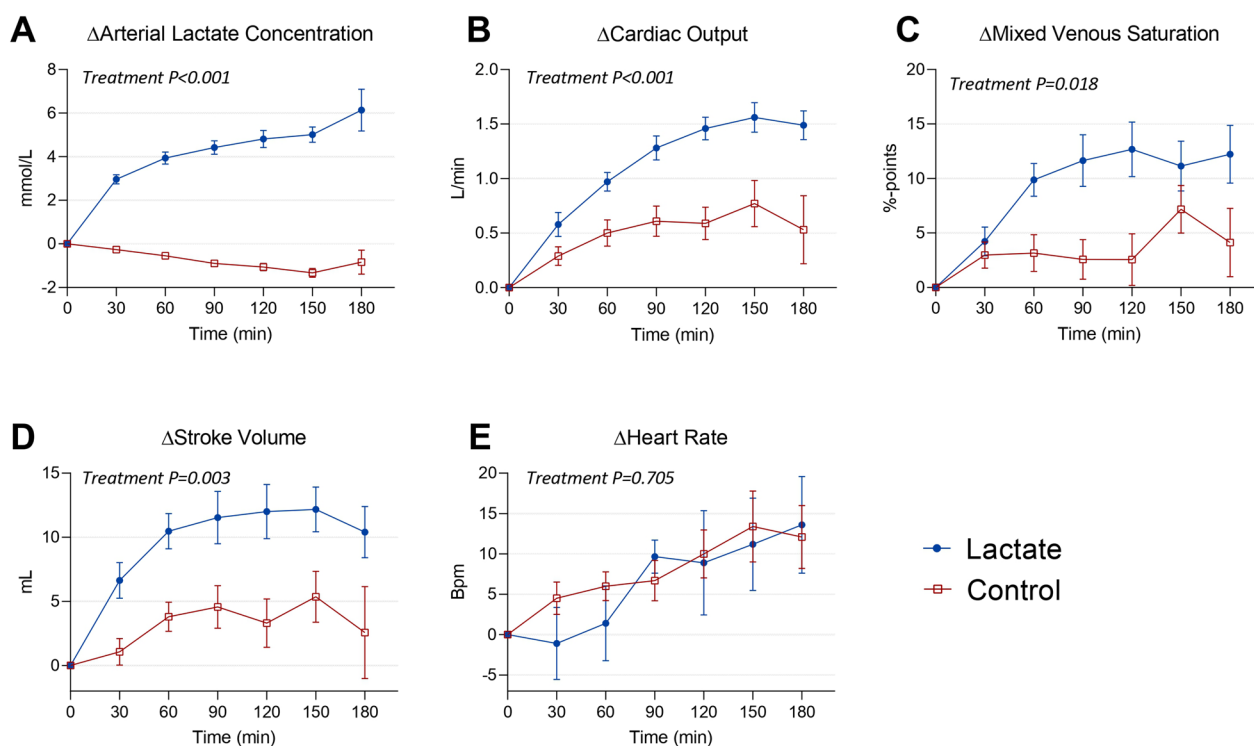 A
ΔArterial Lactate Concentration
Treatment P<0.001
mmol/L
8
6
4
2
0
-2
0 30 60 90 120 150 180
Time (min)
B
ΔCardiac Output
Treatment P<0.001
L/min
2.0
1.5
1.0
0.5
0.0
0 30 60 90 120 150 180
Time (min)
C
ΔMixed Venous Saturation
Treatment P=0.018
%-points
20
15
10
5
0
0 30 60 90 120 150 180
Time (min)
D
ΔStroke Volume
Treatment P=0.003
mL
15
10
5
0
0 30 60 90 120 150 180
Time (min)
E
ΔHeart Rate
Treatment P=0.705
Bpm
20
15
10
5
0
-5
0 30 60 90 120 150 180
Time (min)
Lactate
Control